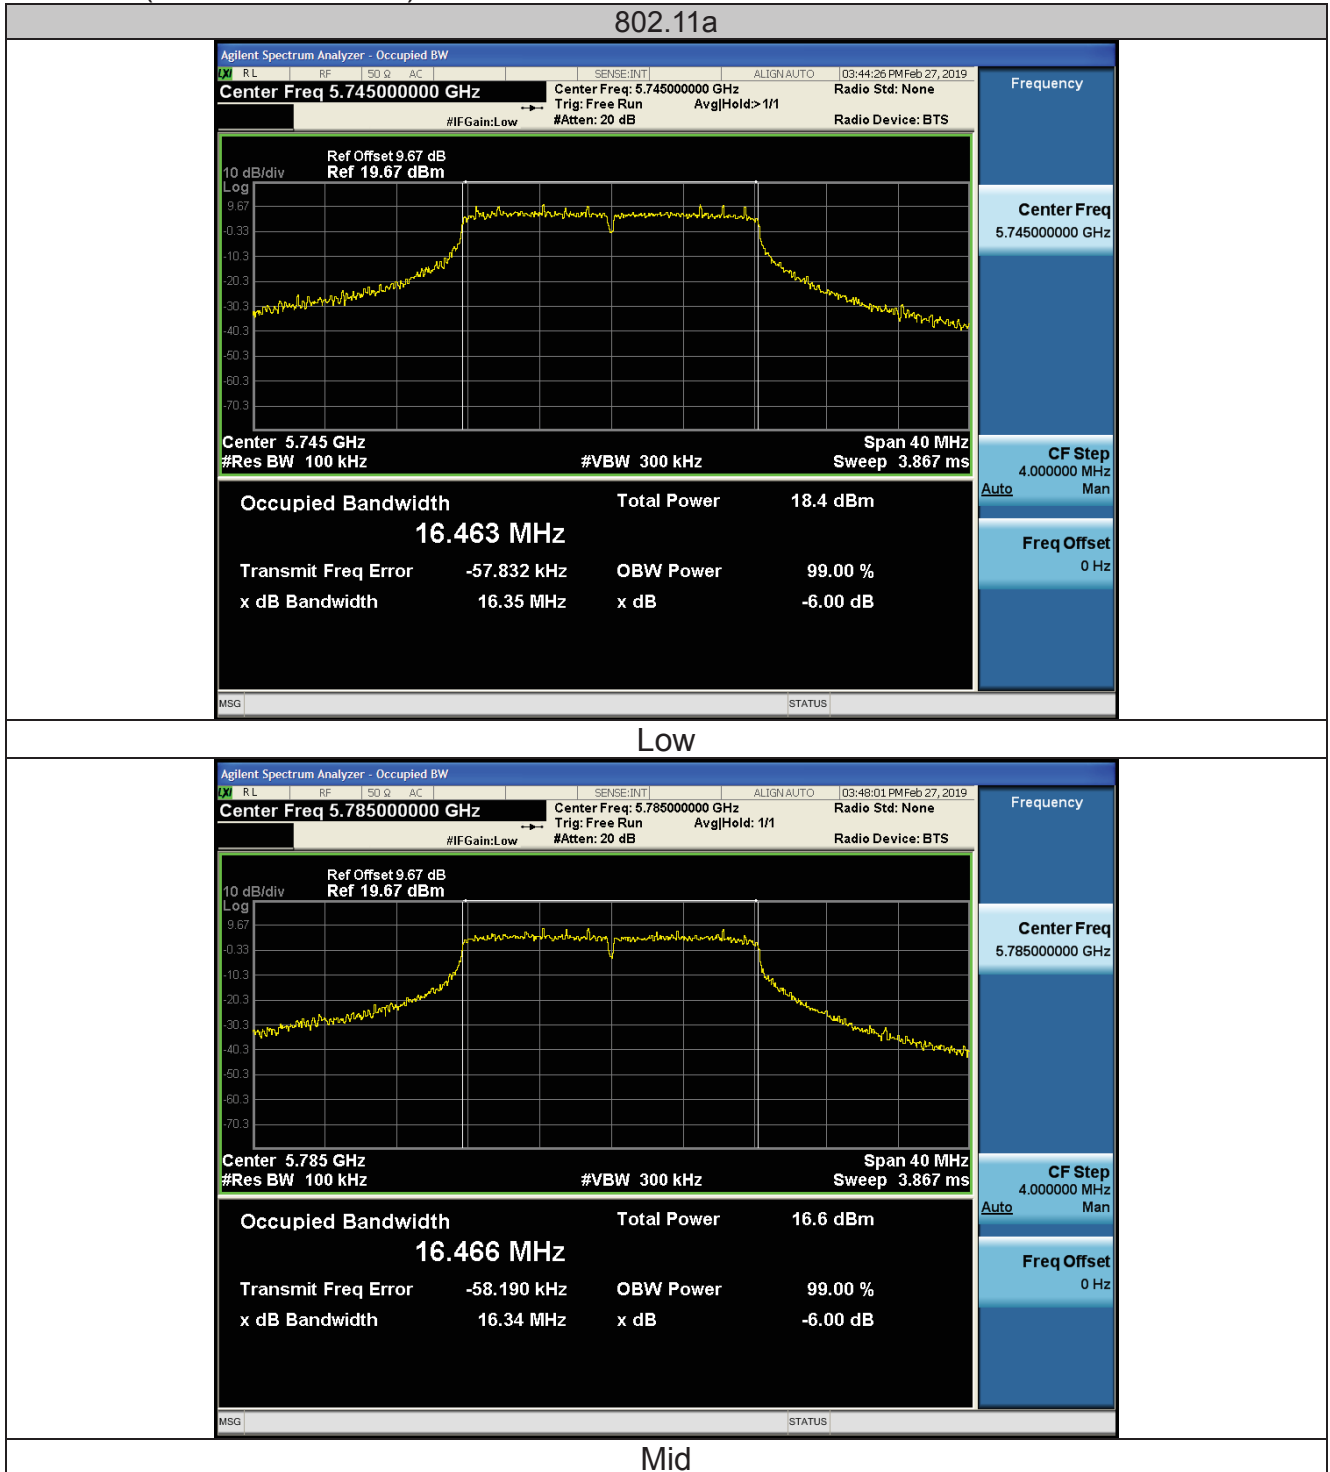 802.11a
Agilent Spectrum Analyzer - Occupied BW
LXI RL RF 50 Ω AC SENSE:INT ALIGN AUTO 03:44:26 PM Feb 27, 2019
Center Freq 5.745000000 GHz
Center Freq: 5.745000000 GHz
Radio Std: None
Trig: Free Run
Avg|Hold:>1/1
#IFGain:Low
#Atten: 20 dB
Radio Device: BTS
Frequency
Ref Offset 9.67 dB
10 dB/div Ref 19.67 dBm
Log
9.67
-0.33
-10.3
-20.3
-30.3
-40.3
-50.3
-60.3
-70.3
Center Freq
5.745000000 GHz
Center 5.745 GHz
Span 40 MHz
#Res BW 100 kHz
#VBW 300 kHz
Sweep 3.867 ms
CF Step
4.000000 MHz
Auto Man
Occupied Bandwidth
Total Power 18.4 dBm
16.463 MHz
Freq Offset
0 Hz
Transmit Freq Error -57.832 kHz OBW Power 99.00 %
x dB Bandwidth 16.35 MHz x dB -6.00 dB
MSG STATUS
Low
Agilent Spectrum Analyzer - Occupied BW
LXI RL RF 50 Ω AC SENSE:INT ALIGN AUTO 03:48:01 PM Feb 27, 2019
Center Freq 5.785000000 GHz
Center Freq: 5.785000000 GHz
Radio Std: None
Trig: Free Run
Avg|Hold: 1/1
#IFGain:Low
#Atten: 20 dB
Radio Device: BTS
Frequency
Ref Offset 9.67 dB
10 dB/div Ref 19.67 dBm
Log
9.67
-0.33
-10.3
-20.3
-30.3
-40.3
-50.3
-60.3
-70.3
Center Freq
5.785000000 GHz
Center 5.785 GHz
Span 40 MHz
#Res BW 100 kHz
#VBW 300 kHz
Sweep 3.867 ms
CF Step
4.000000 MHz
Auto Man
Occupied Bandwidth
Total Power 16.6 dBm
16.466 MHz
Freq Offset
0 Hz
Transmit Freq Error -58.190 kHz OBW Power 99.00 %
x dB Bandwidth 16.34 MHz x dB -6.00 dB
MSG STATUS
Mid